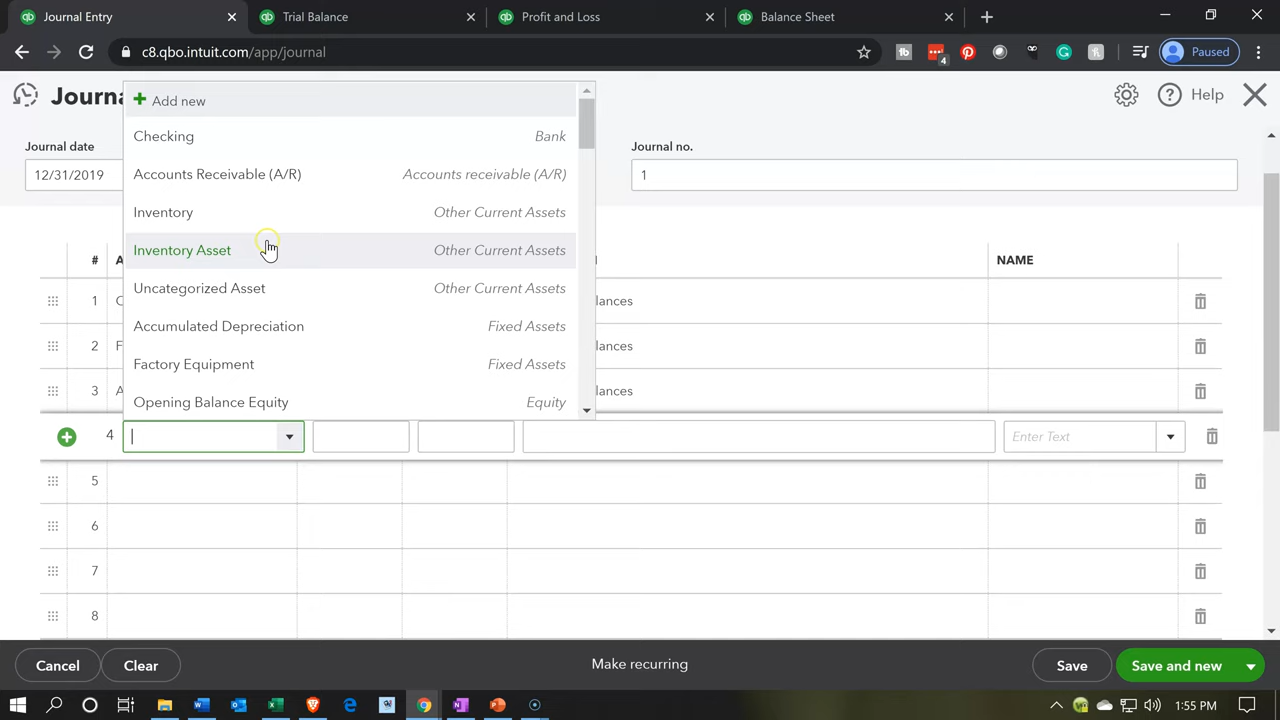 Journal Entry
Trial Balance
Profit and Loss
Balance Sheet
c8.qbo.intuit.com/app/journal
4
Paused
Journa
Help
Add new
Checking Bank
Accounts Receivable (A/R) Accounts receivable (A/R)
Inventory Other Current Assets
Inventory Asset Other Current Assets
Uncategorized Asset Other Current Assets
Accumulated Depreciation Fixed Assets
Factory Equipment Fixed Assets
Opening Balance Equity Equity
Journal date
12/31/2019
Journal no.
1
# A NAME
1 C lances
2 F lances
3 A lances
4 Enter Text
5
6
7
8
Cancel Clear Make recurring Save Save and new
1:55 PM